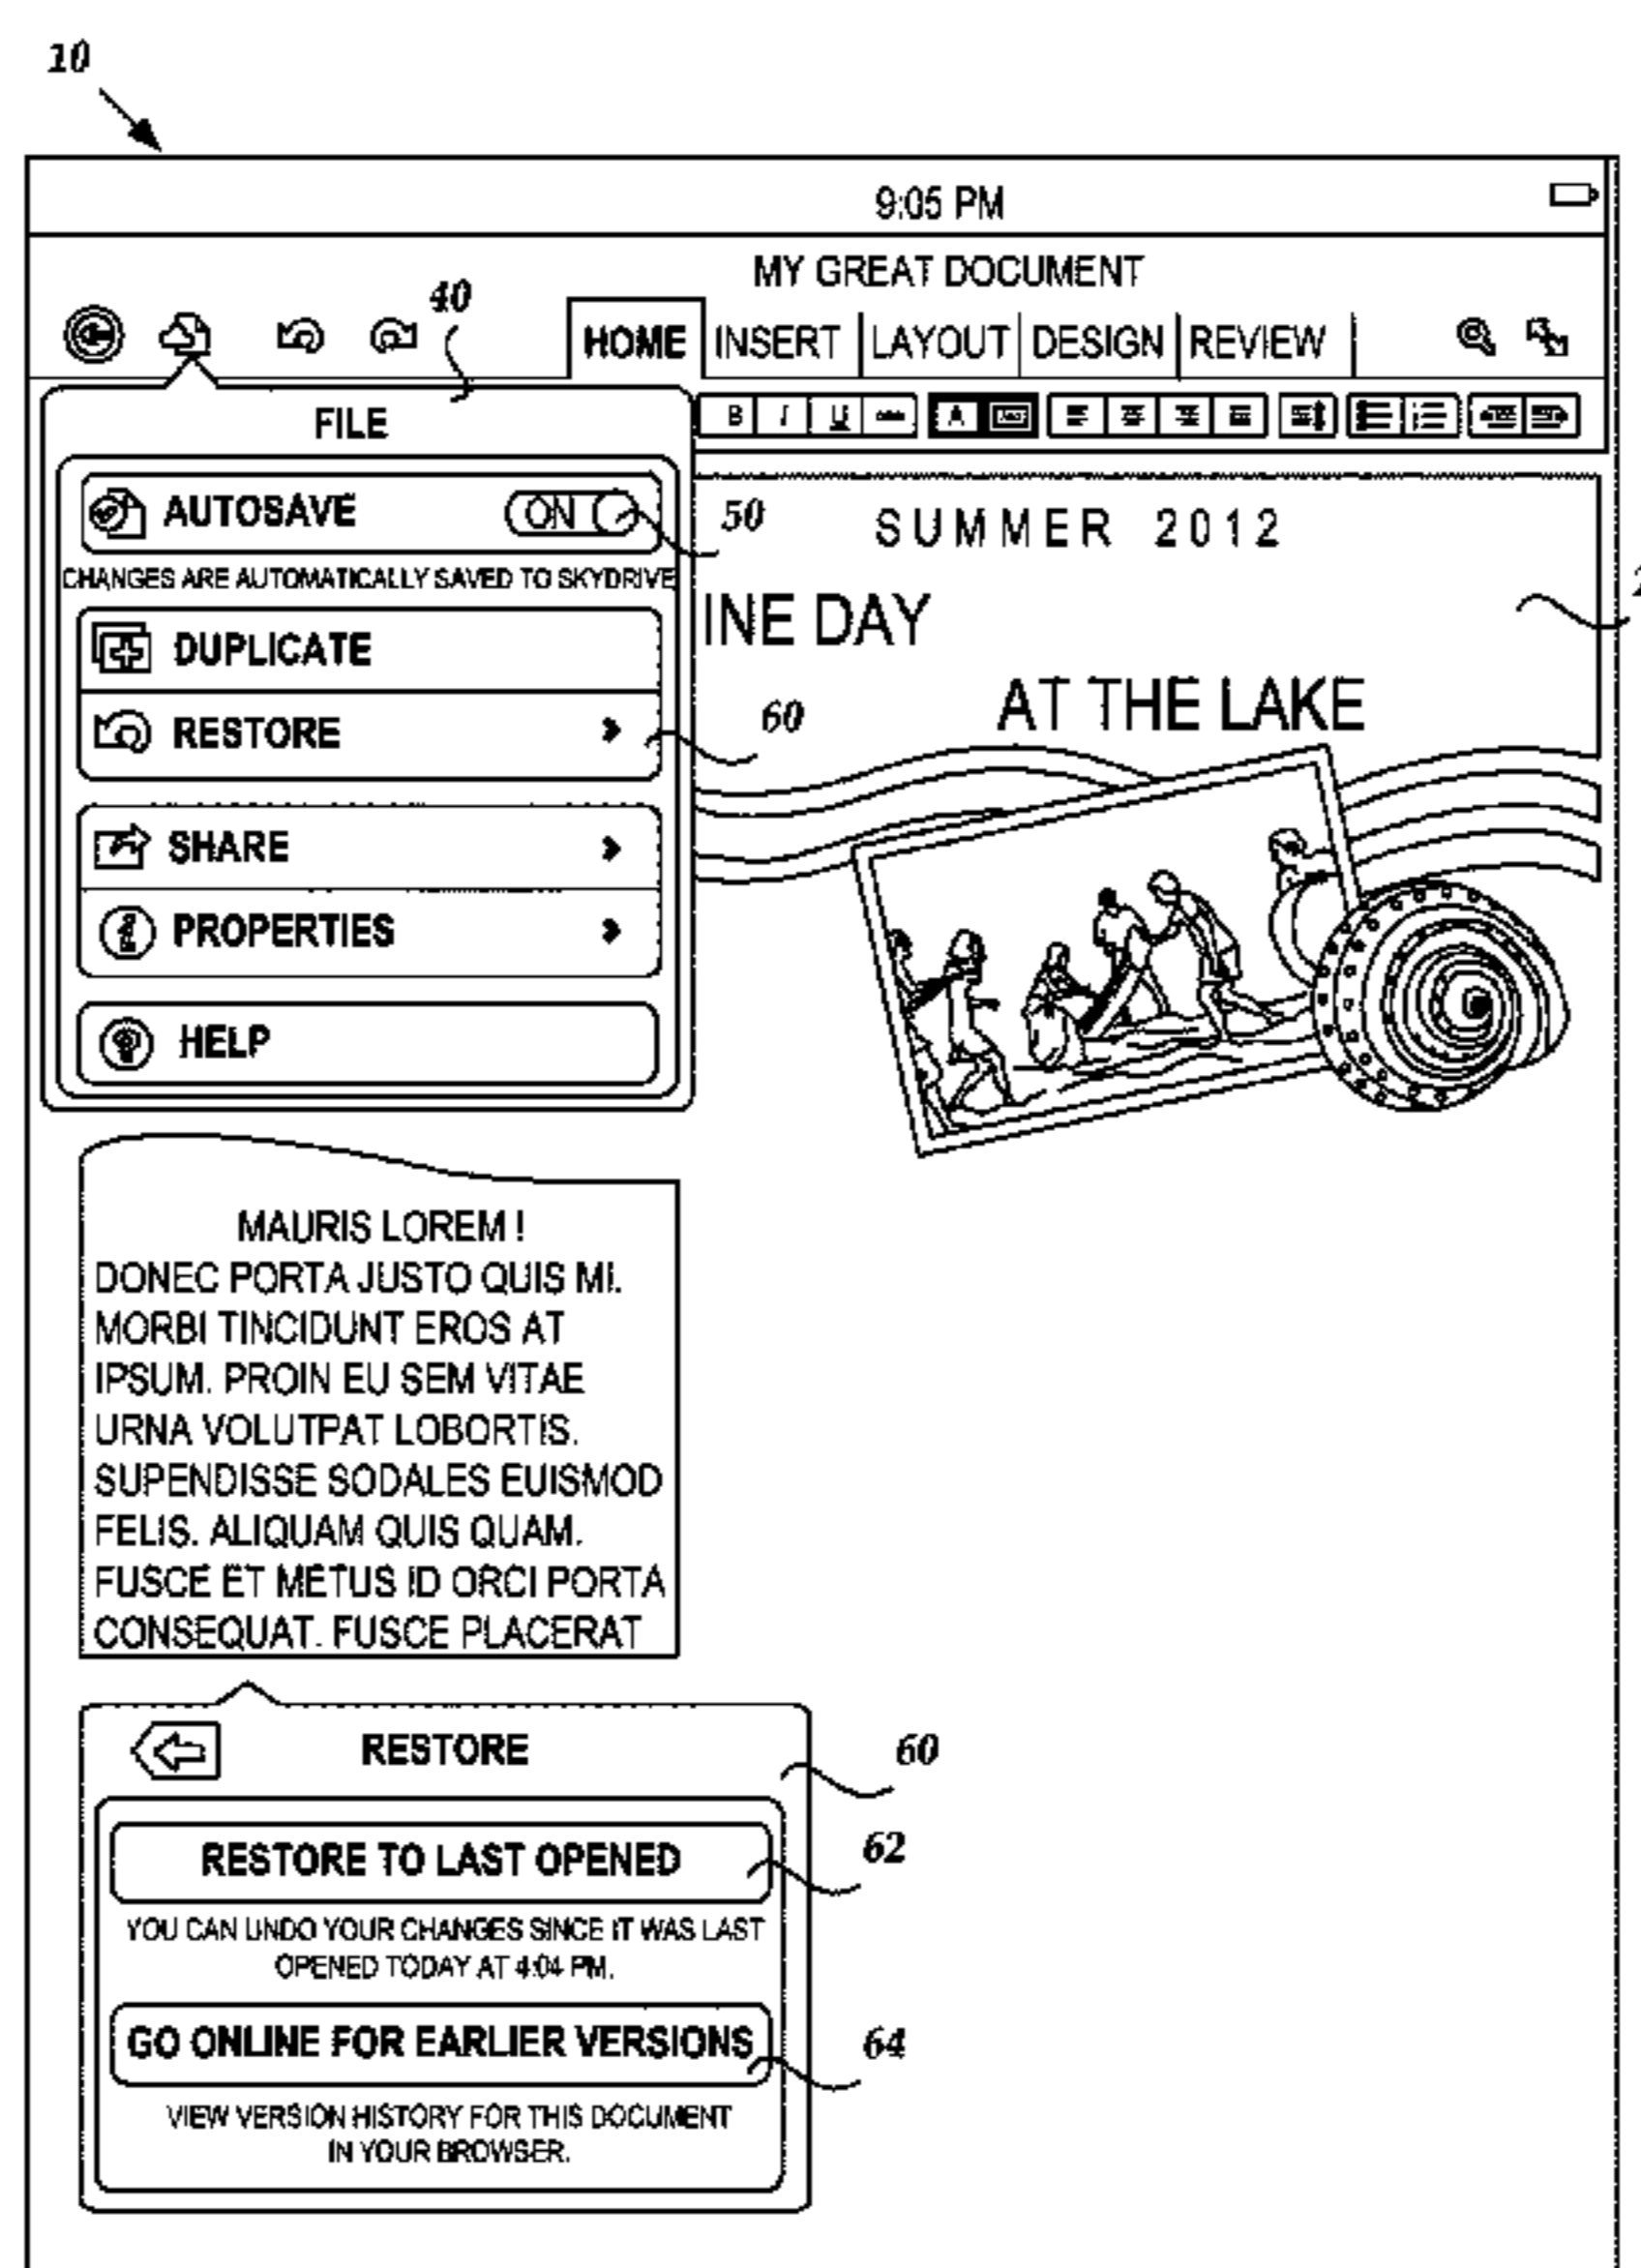 10
9:05 PM
MY GREAT DOCUMENT
40
HOME INSERT LAYOUT DESIGN REVIEW
FILE
B I U abc A
AUTOSAVE ON
50
SUMMER 2012
CHANGES ARE AUTOMATICALLY SAVED TO SKYDRIVE
INE DAY
DUPLICATE
AT THE LAKE
RESTORE
60
SHARE
PROPERTIES
HELP
MAURIS LOREM !
DONEC PORTA JUSTO QUIS MI.
MORBI TINCIDUNT EROS AT
IPSUM. PROIN EU SEM VITAE
URNA VOLUTPAT LOBORTIS.
SUPENDISSE SODALES EUISMOD
FELIS. ALIQUAM QUIS QUAM.
FUSCE ET METUS ID ORCI PORTA
CONSEQUAT. FUSCE PLACERAT
RESTORE
60
RESTORE TO LAST OPENED
62
YOU CAN UNDO YOUR CHANGES SINCE IT WAS LAST
OPENED TODAY AT 4:04 PM.
GO ONLINE FOR EARLIER VERSIONS
64
VIEW VERSION HISTORY FOR THIS DOCUMENT
IN YOUR BROWSER.